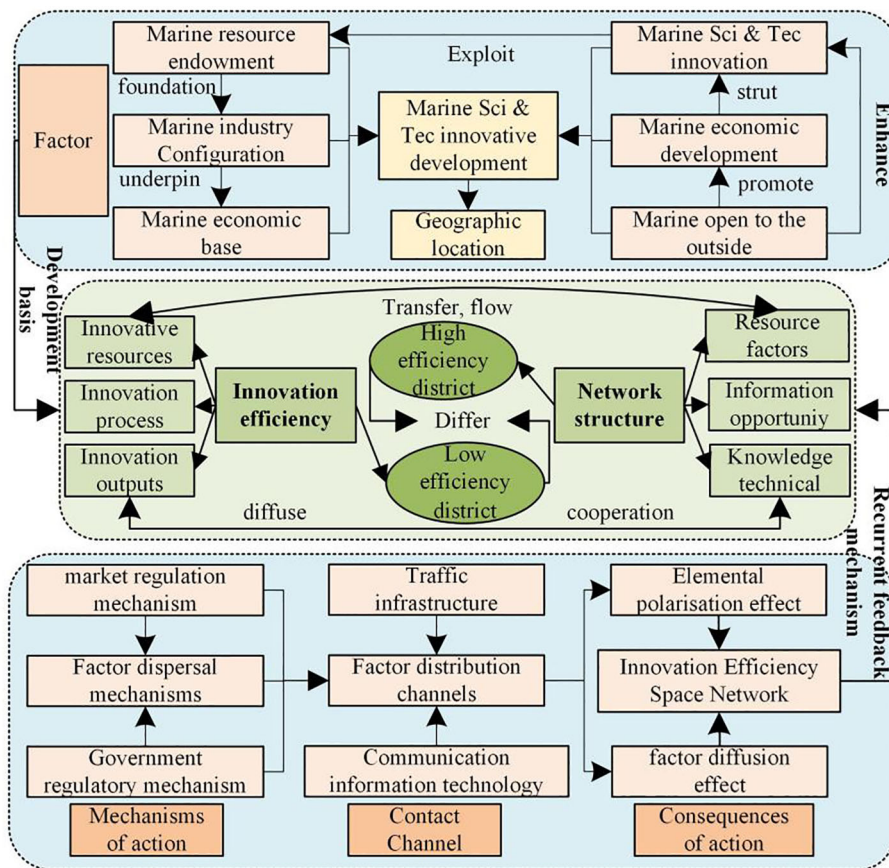 Marine resource
endowment
Exploit
Marine Sci & Tec
innovation
foundation
strut
Factor
Marine industry
Configuration
Marine Sci &
Tec innovative
development
Marine economic
development
Enhance
underpin
promote
Marine economic
base
Geographic
location
Marine open to the
outside
Development
basis
Transfer, flow
Innovative
resources
High
efficiency
district
Resource
factors
Innovation
process
Innovation
efficiency
Differ
Network
structure
Information
opportuniy
Innovation
outputs
Low
efficiency
district
Knowledge
technical
diffuse
cooperation
Recurrent feedback
mechanism
market regulation
mechanism
Traffic
infrastructure
Elemental
polarisation effect
Factor dispersal
mechanisms
Factor distribution
channels
Innovation Efficiency
Space Network
Government
regulatory mechanism
Communication
information technology
factor diffusion
effect
Mechanisms
of action
Contact
Channel
Consequences
of action